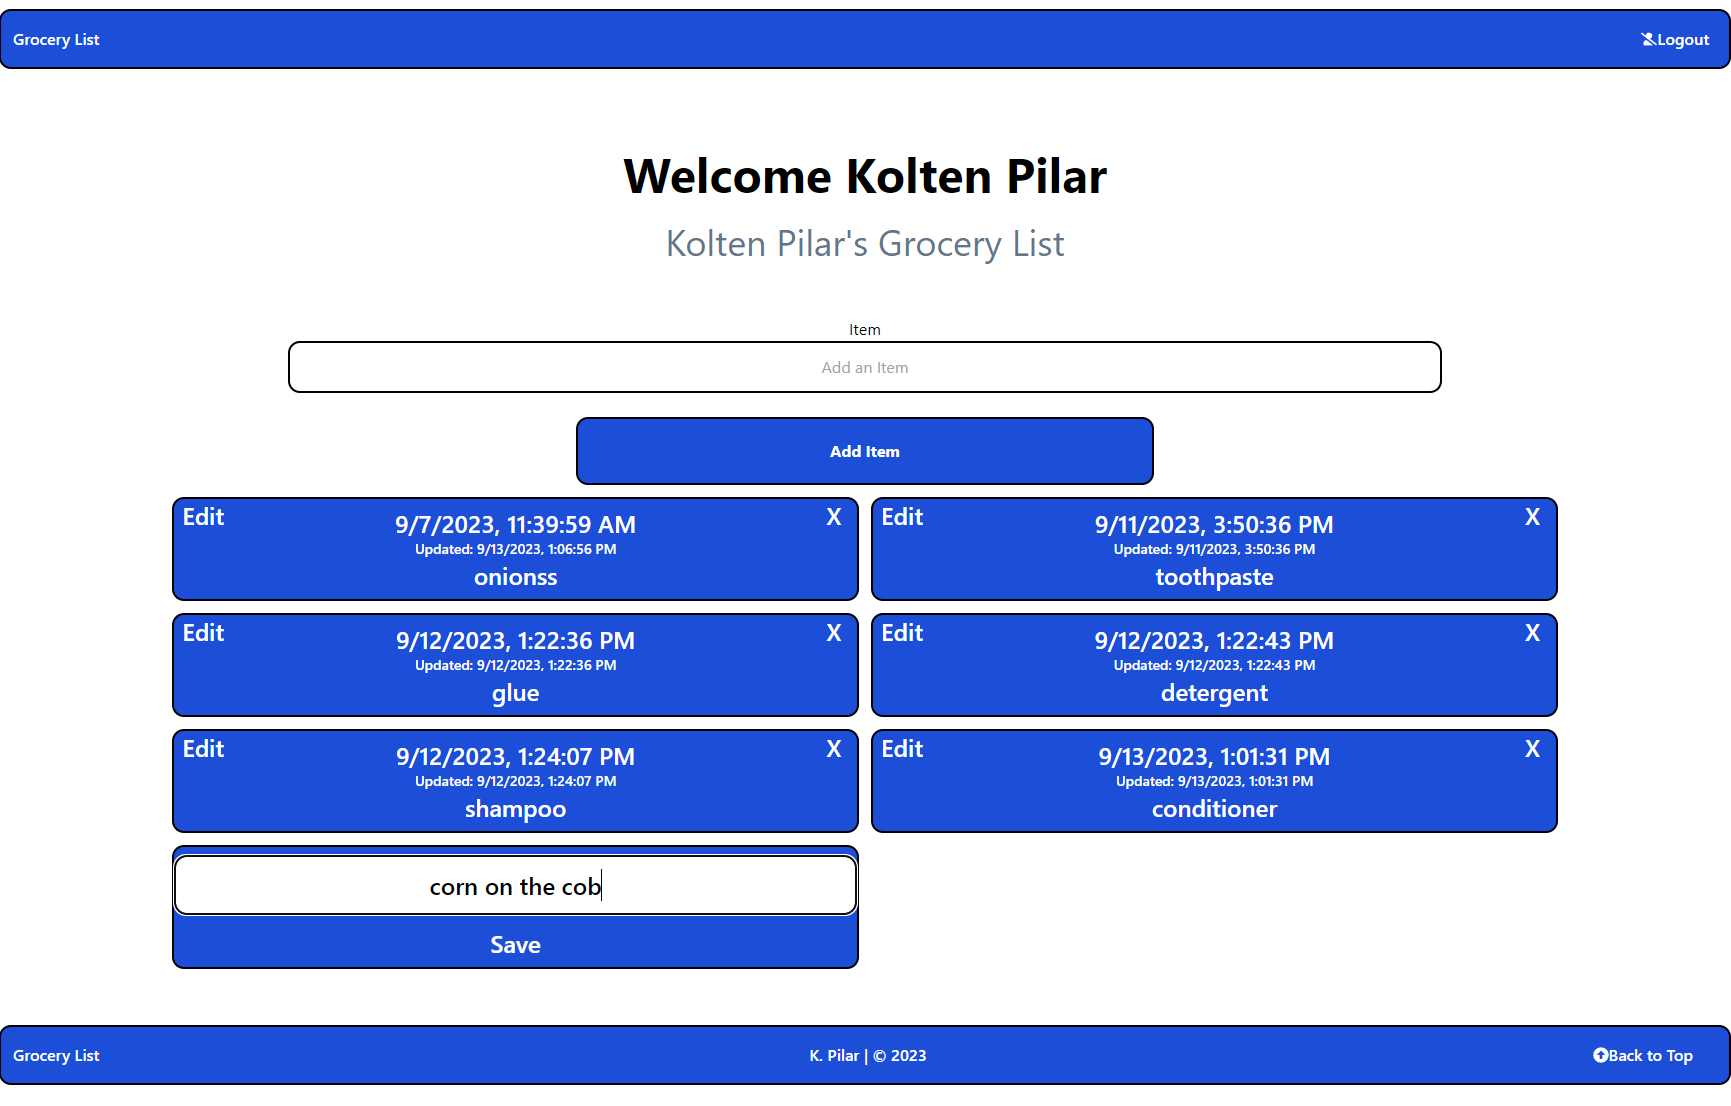 Grocery List
Logout
Welcome Kolten Pilar
Kolten Pilar's Grocery List
Item
Add an Item
Add Item
Edit
X
9/7/2023, 11:39:59 AM
Updated: 9/13/2023, 1:06:56 PM
onionss
Edit
X
9/11/2023, 3:50:36 PM
Updated: 9/11/2023, 3:50:36 PM
toothpaste
Edit
X
9/12/2023, 1:22:36 PM
Updated: 9/12/2023, 1:22:36 PM
glue
Edit
X
9/12/2023, 1:22:43 PM
Updated: 9/12/2023, 1:22:43 PM
detergent
Edit
X
9/12/2023, 1:24:07 PM
Updated: 9/12/2023, 1:24:07 PM
shampoo
Edit
X
9/13/2023, 1:01:31 PM
Updated: 9/13/2023, 1:01:31 PM
conditioner
corn on the cob
Save
Grocery List
K. Pilar | © 2023
Back to Top